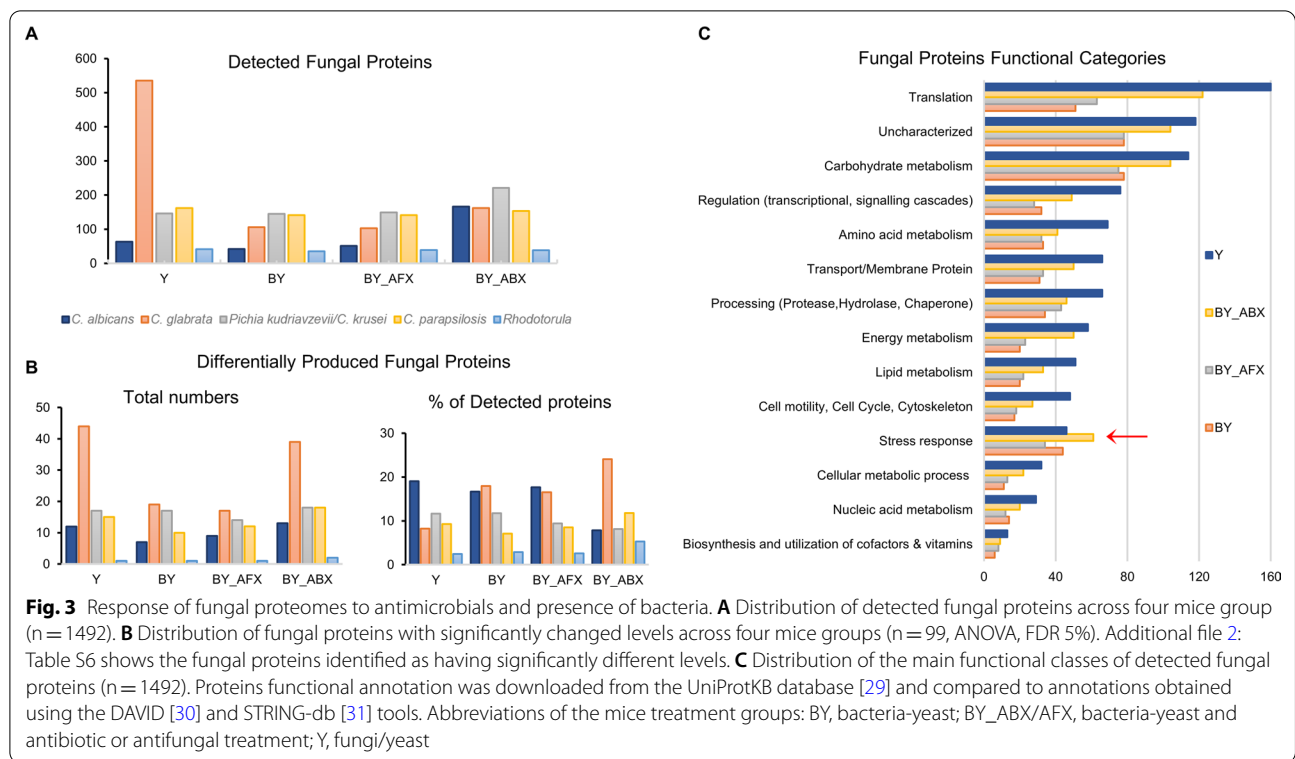 A
Detected Fungal Proteins
600
500
400
300
200
100
0
Y BY BY_AFX BY_ABX
C. albicans C. glabrata Pichia kudriavzevii/C. krusei C. parapsilosis Rhodotorula
B
Differentially Produced Fungal Proteins
Total numbers
50
40
30
20
10
0
Y BY BY_AFX BY_ABX
% of Detected proteins
30
20
10
0
Y BY BY_AFX BY_ABX
C
Fungal Proteins Functional Categories
Translation
Uncharacterized
Carbohydrate metabolism
Regulation (transcriptional, signalling cascades)
Amino acid metabolism
Transport/Membrane Protein
Processing (Protease,Hydrolase, Chaperone)
Energy metabolism
Lipid metabolism
Cell motility, Cell Cycle, Cytoskeleton
Stress response
Cellular metabolic process
Nucleic acid metabolism
Biosynthesis and utilization of cofactors & vitamins
0 40 80 120 160
Y
BY_ABX
BY_AFX
BY
Fig. 3 Response of fungal proteomes to antimicrobials and presence of bacteria. A Distribution of detected fungal proteins across four mice group
(n = 1492). B Distribution of fungal proteins with significantly changed levels across four mice groups (n = 99, ANOVA, FDR 5%). Additional file 2:
Table S6 shows the fungal proteins identified as having significantly different levels. C Distribution of the main functional classes of detected fungal
proteins (n = 1492). Proteins functional annotation was downloaded from the UniProtKB database [29] and compared to annotations obtained
using the DAVID [30] and STRING-db [31] tools. Abbreviations of the mice treatment groups: BY, bacteria-yeast; BY_ABX/AFX, bacteria-yeast and
antibiotic or antifungal treatment; Y, fungi/yeast